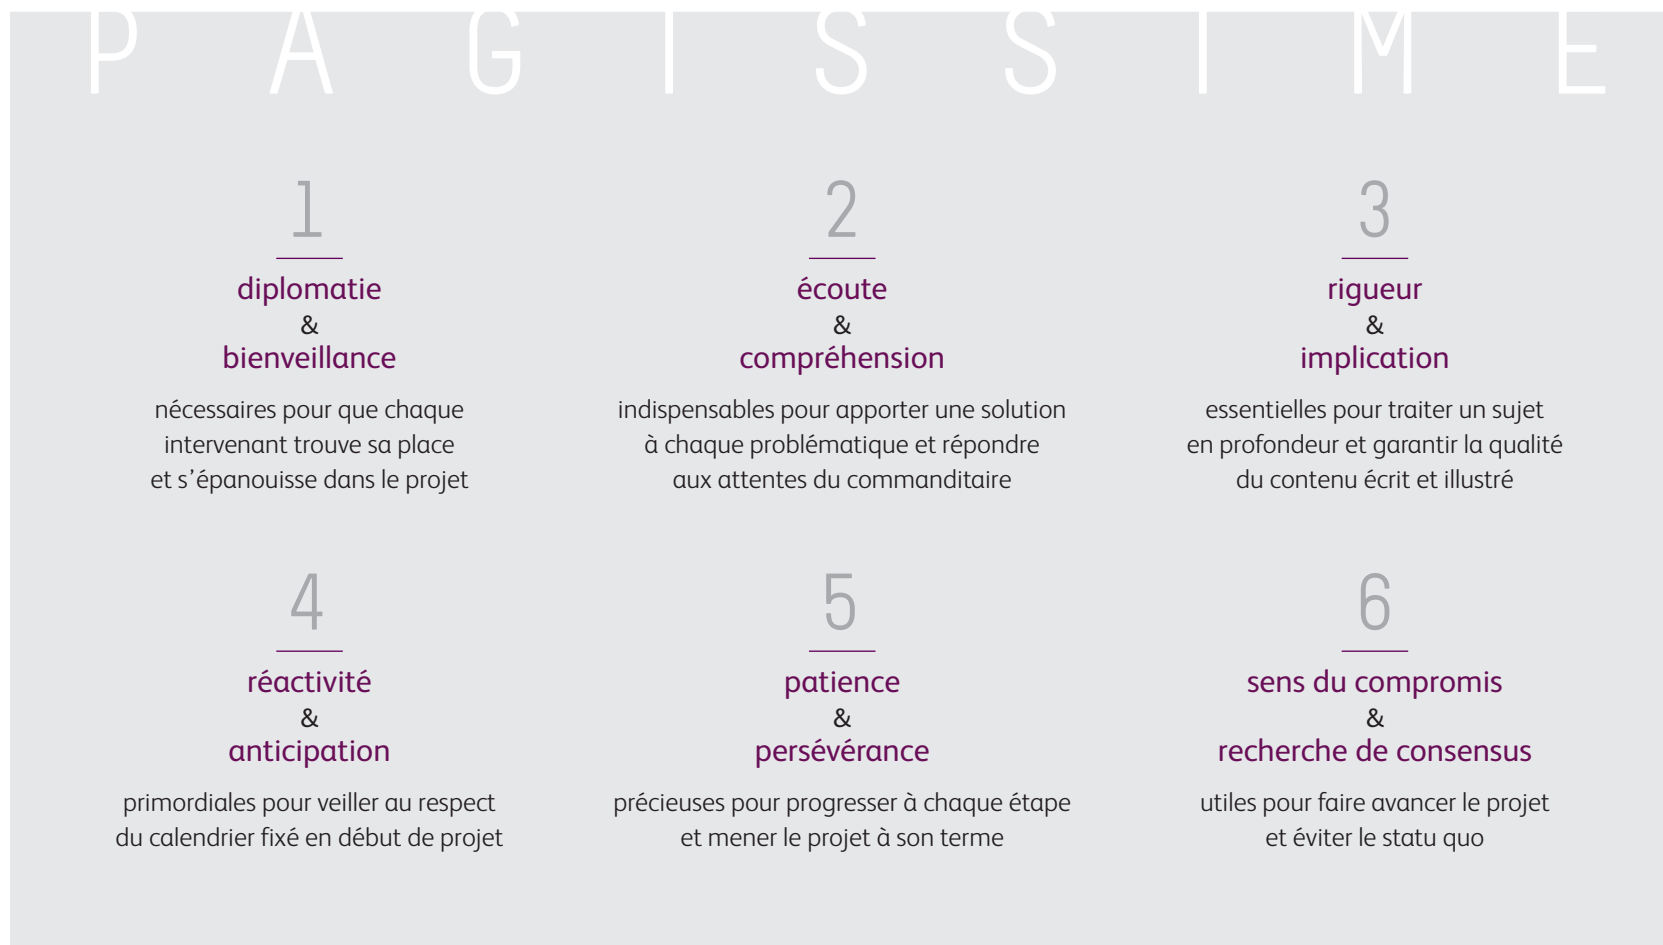 PAGISSIME
1
diplomatie
&
bienveillance
nécessaires pour que chaque
intervenant trouve sa place
et s’épanouisse dans le projet
2
écoute
&
compréhension
indispensables pour apporter une solution
à chaque problématique et répondre
aux attentes du commanditaire
3
rigueur
&
implication
essentielles pour traiter un sujet
en profondeur et garantir la qualité
du contenu écrit et illustré
4
réactivité
&
anticipation
primordiales pour veiller au respect
du calendrier fixé en début de projet
5
patience
&
persévérance
précieuses pour progresser à chaque étape
et mener le projet à son terme
6
sens du compromis
&
recherche de consensus
utiles pour faire avancer le projet
et éviter le statu quo